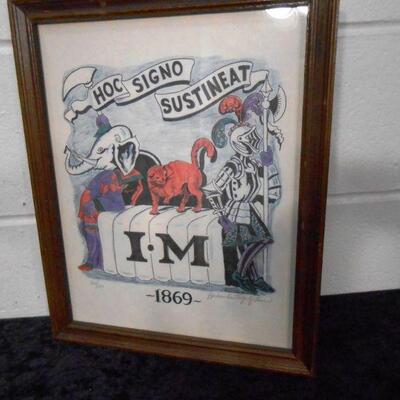 HOC SIGNO
SUSTINEAT
I·M
~1869~